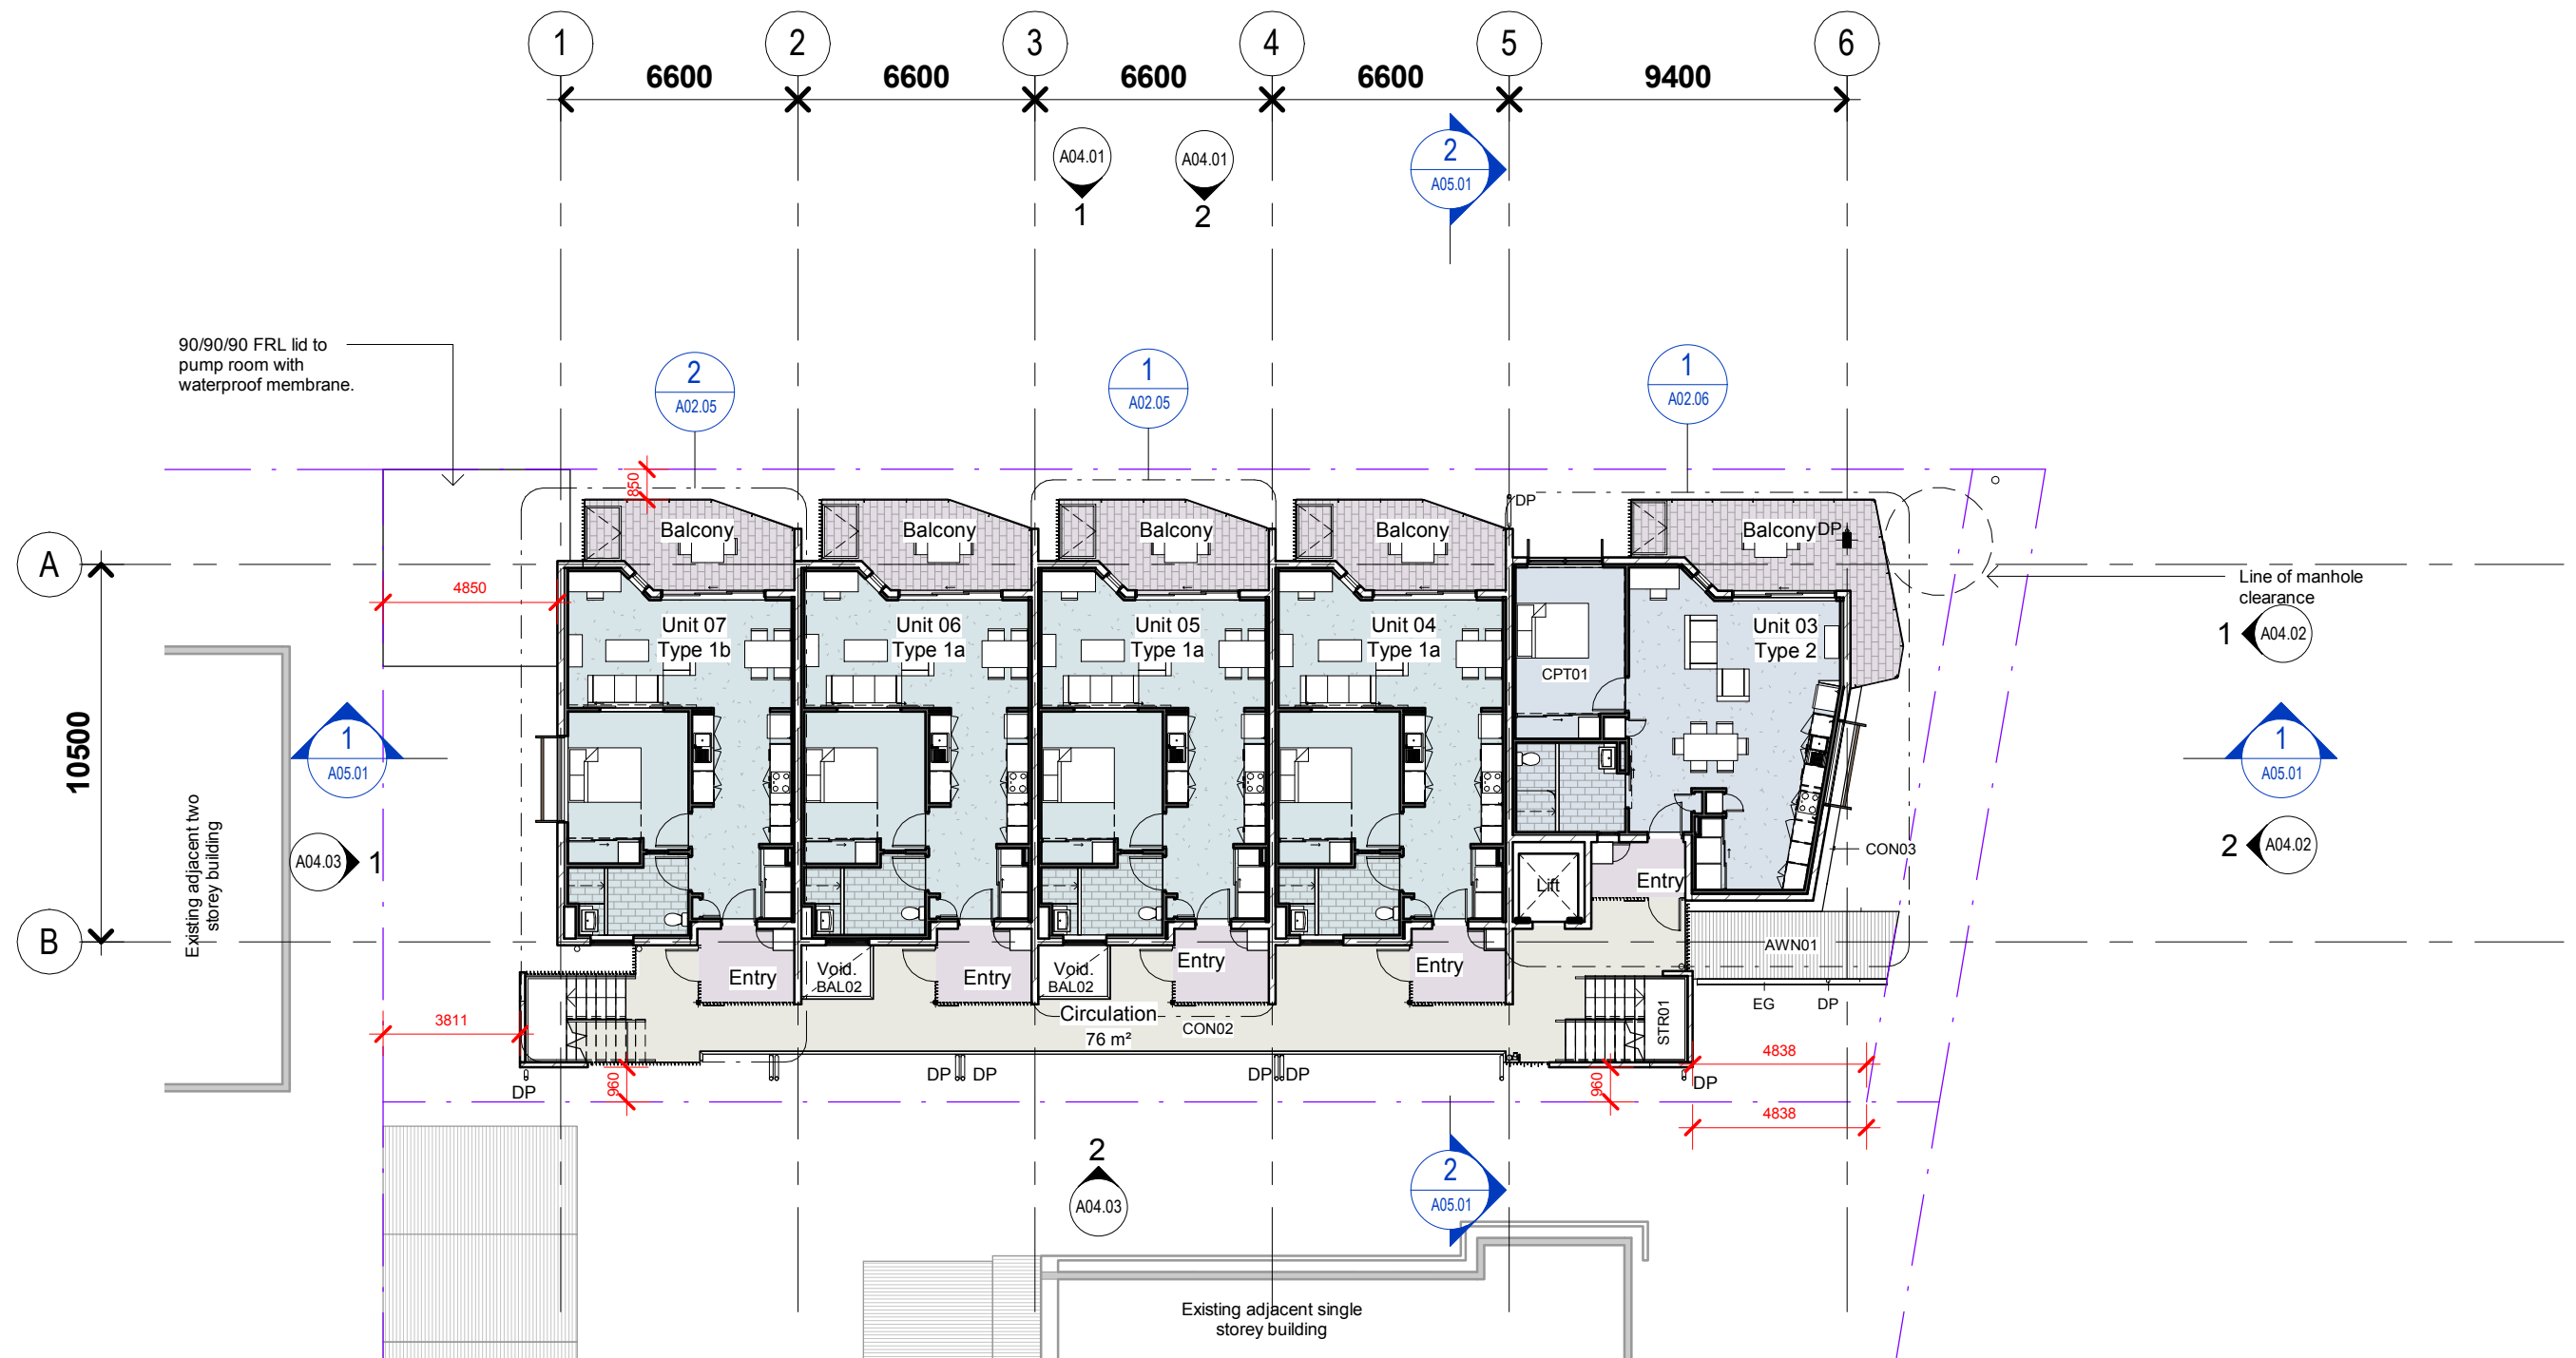 1
2
3
4
5
6
6600
6600
6600
6600
9400
A04.01
1
A04.01
2
2
A05.01
90/90/90 FRL lid to
pump room with
waterproof membrane.
2
A02.05
1
A02.05
1
A02.06
850
DP
Balcony
Balcony
Balcony
Balcony
Balcony
DP
A
4850
Line of manhole
clearance
Unit 07
Type 1b
Unit 06
Type 1a
Unit 05
Type 1a
Unit 04
Type 1a
Unit 03
Type 2
1
A04.02
CPT01
10500
1
A05.01
1
A05.01
Existing adjacent two
storey building
A04.03
1
2
A04.02
CON03
Lift
Entry
B
AWN01
Entry
Void.
BAL02
Entry
Void.
BAL02
Entry
Entry
EG
DP
3811
Circulation
76 m²
CON02
STR01
4838
DP
960
DP
DP
DP
DP
960
DP
4838
2
A04.03
2
A05.01
Existing adjacent single
storey building